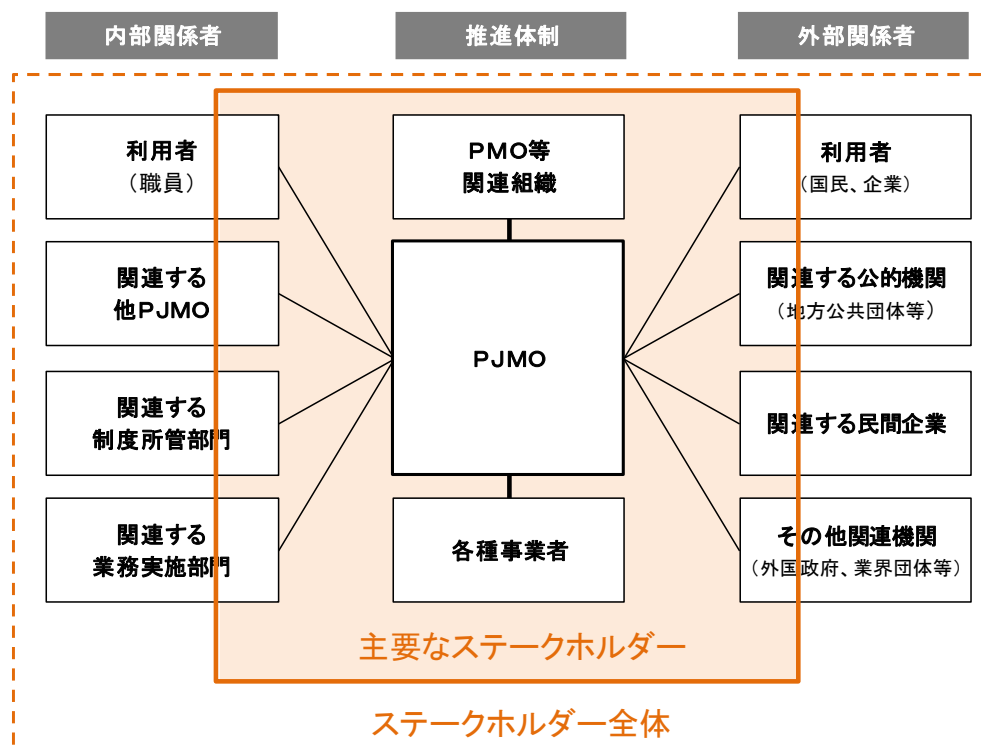 内部関係者
推進体制
外部関係者
利用者
（職員）
関連する
他PJMO
関連する
制度所管部門
関連する
業務実施部門
PMO等
関連組織
PJMO
各種事業者
利用者
（国民、企業）
関連する公的機関
（地方公共団体等）
関連する民間企業
その他関連機関
（外国政府、業界団体等）
主要なステークホルダー
ステークホルダー全体